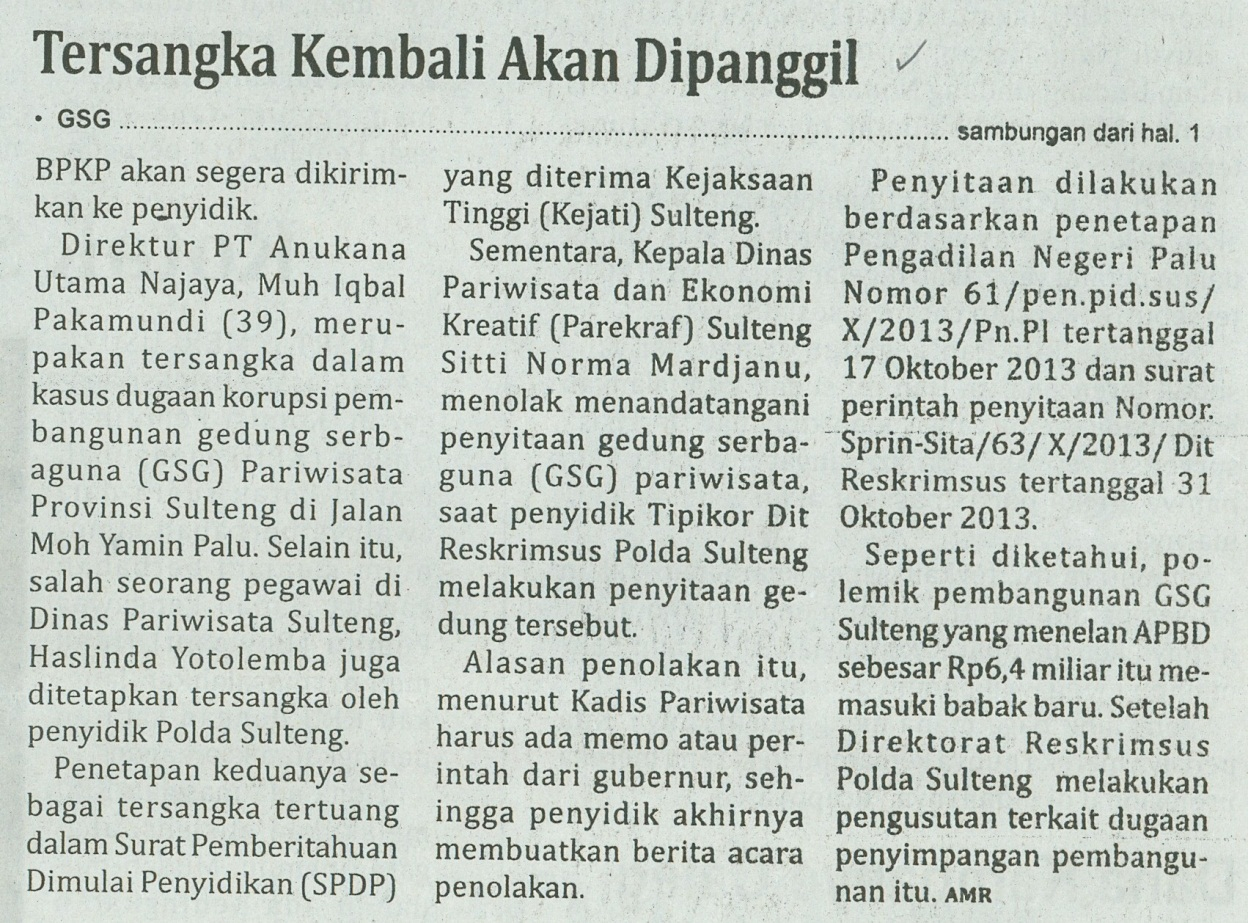 Tersangka Kembali Akan Dipanggil
• GSG ........................ sambungan dari hal. 1
BPKP akan segera dikirim-
kan ke penyidik.
Direktur PT Anukana
Utama Najaya, Muh Iqbal
Pakamundi (39), meru-
pakan tersangka dalam
kasus dugaan korupsi pem-
bangunan gedung serb-
aguna (GSG) Pariwisata
Provinsi Sulteng di Jalan
Moh Yamin Palu. Selain itu,
salah seorang pegawai di
Dinas Pariwisata Sulteng,
Haslinda Yotolemba juga
ditetapkan tersangka oleh
penyidik Polda Sulteng.
Penetapan keduanya se-
bagai tersangka tertuang
dalam Surat Pemberitahuan
Dimulai Penyidikan (SPDP)
yang diterima Kejaksaan
Tinggi (Kejati) Sulteng.
Sementara, Kepala Dinas
Pariwisata dan Ekonomi
Kreatif (Parekraf) Sulteng
Sitti Norma Mardjanu,
menolak menandatangani
penyitaan gedung serba-
guna (GSG) pariwisata,
saat penyidik Tipikor Dit
Reskrimsus Polda Sulteng
melakukan penyitaan ge-
dung tersebut.
Alasan penolakan itu,
menurut Kadis Pariwisata
harus ada memo atau per-
intah dari gubernur, seh-
ingga penyidik akhirnya
membuatkan berita acara
penolakan.
Penyitaan dilakukan
berdasarkan penetapan
Pengadilan Negeri Palu
Nomor 61/pen.pid.sus/
X/2013/Pn.Pl tertanggal
17 Oktober 2013 dan surat
perintah penyitaan Nomor.
Sprin-Sita/63/ X/2013/ Dit
Reskrimsus tertanggal 31
Oktober 2013.
Seperti diketahui, po-
lemik pembangunan GSG
Sulteng yang menelan APBD
sebesar Rp6,4 miliar itu me-
masuki babak baru. Setelah
Direktorat Reskrimsus
Polda Sulteng melakukan
pengusutan terkait dugaan
penyimpangan pembangu-
nan itu. AMR